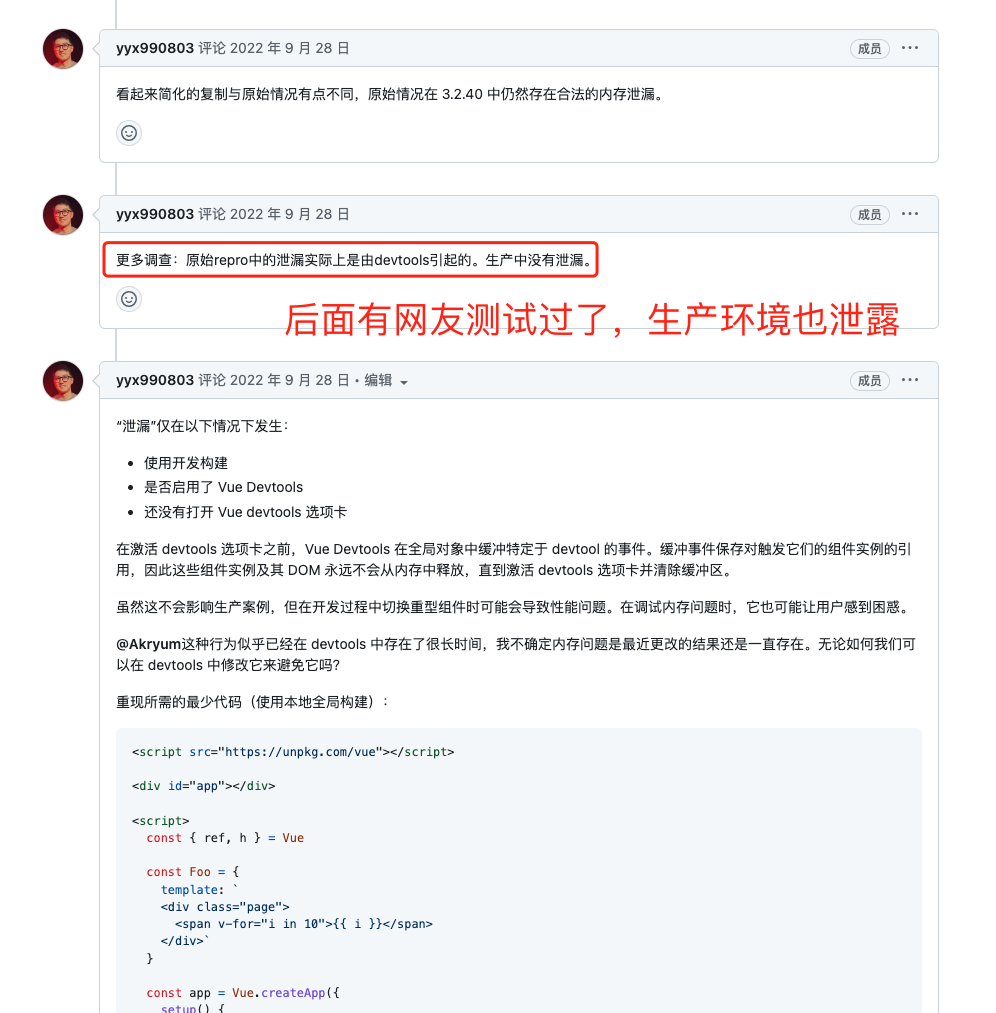 yyx990803 评论 2022 年 9 月 28 日
成员
看起来简化的复制与原始情况有点不同，原始情况在 3.2.40 中仍然存在合法的内存泄漏。
yyx990803 评论 2022 年 9 月 28 日
成员
更多调查：原始repro中的泄漏实际上是由devtools引起的。生产中没有泄漏。
后面有网友测试过了，生产环境也泄露
yyx990803 评论 2022 年 9 月 28 日 • 编辑
成员
“泄漏”仅在以下情况下发生：
• 使用开发构建
• 是否启用了 Vue Devtools
• 还没有打开 Vue devtools 选项卡
在激活 devtools 选项卡之前，Vue Devtools 在全局对象中缓冲特定于 devtool 的事件。缓冲事件保存对触发它们的组件实例的引
用，因此这些组件实例及其 DOM 永远不会从内存中释放，直到激活 devtools 选项卡并清除缓冲区。
虽然这不会影响生产案例，但在开发过程中切换重型组件时可能会导致性能问题。在调试内存问题时，它也可能让用户感到困惑。
@Akryum这种行为似乎已经在 devtools 中存在了很长时间，我不确定内存问题是最近更改的结果还是一直存在。无论如何我们可
以在 devtools 中修改它来避免它吗?
重现所需的最少代码（使用本地全局构建）：
<script src="https://unpkg.com/vue"></script>
<div id="app"></div>
<script>
const { ref, h } = Vue
const Foo = {
template: `
<div class="page">
<span v-for="i in 10">{{ i }}</span>
</div>`
}
const app = Vue.createApp({
setup() {